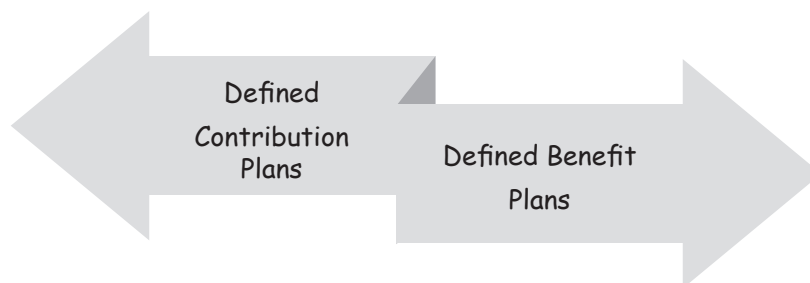 Defined
Contribution
Plans
Defined Benefit
Plans